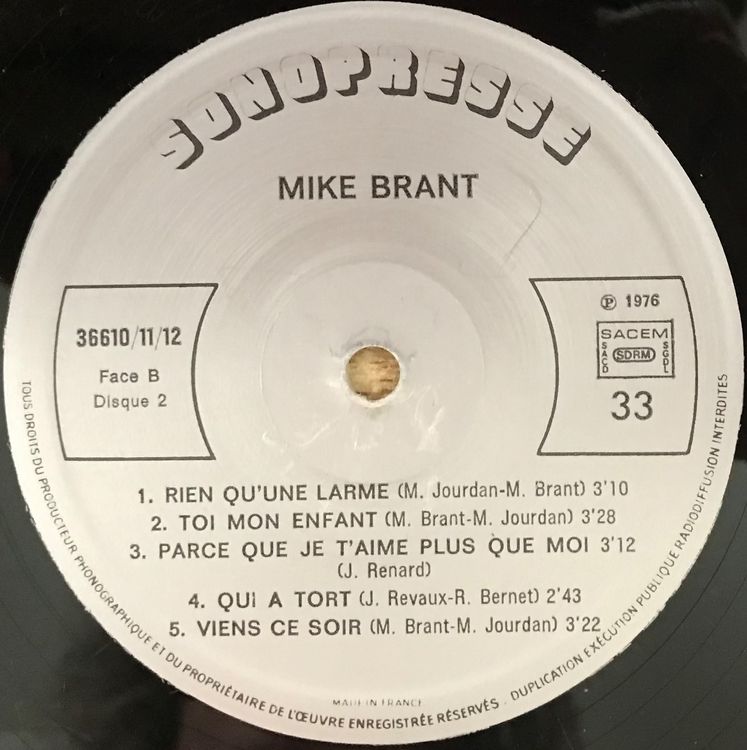 SONOPRESSE
MIKE BRANT
36610/11/12
Face B
Disque 2
℗ 1976
SACEM
SACD
SDRM
SGDL
33
1. RIEN QU'UNE LARME (M. Jourdan-M. Brant) 3'10
2. TOI MON ENFANT (M. Brant-M. Jourdan) 3'28
3. PARCE QUE JE T'AIME PLUS QUE MOI 3'12
(J. Renard)
4. QUI A TORT (J. Revaux-R. Bernet) 2'43
5. VIENS CE SOIR (M. Brant-M. Jourdan) 3'22
MADE IN FRANCE
TOUS DROITS DU PRODUCTEUR PHONOGRAPHIQUE ET DU PROPRIÉTAIRE DE L'ŒUVRE ENREGISTRÉE RÉSERVÉS. DUPLICATION EXÉCUTION PUBLIQUE RADIODIFFUSION INTERDITES